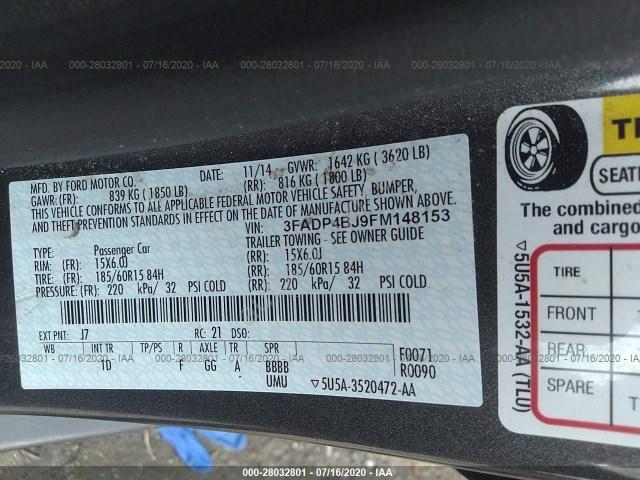 000-28032801 - 07/16/2020 - IAA
MFD. BY FORD MOTOR CO.
DATE: 11/14
GVWR: 1642 KG ( 3620 LB)
GAWR: (FR): 839 KG ( 1850 LB)
(RR): 816 KG ( 1800 LB)
THIS VEHICLE CONFORMS TO ALL APPLICABLE FEDERAL MOTOR VEHICLE SAFETY, BUMPER,
AND THEFT PREVENTION STANDARDS IN EFFECT ON THE DATE OF MANUFACTURE SHOWN ABOVE.
VIN: 3FADP4BJ9FM148153
TYPE: Passenger Car
TRAILER TOWING - SEE OWNER GUIDE
RIM: (FR): 15X6.0J
(RR): 15X6.0J
TIRE: (FR): 185/60R15 84H
(RR): 185/60R15 84H
PRESSURE: (FR): 220 kPa/ 32 PSI COLD
(RR): 220 kPa/ 32 PSI COLD
EXT PNT: J7 RC: 21 DSO:
WB INT TR TP/PS R AXLE TR SPR
1D F GG A BBBB
UMU
F0071
R0090
▽5U5A-3520472-AA
SEAT
The combined
and cargo
TIRE
FRONT
REAR
SPARE
▽5U5A-1532-AA (TLU)
000-28032801 - 07/16/2020 - IAA